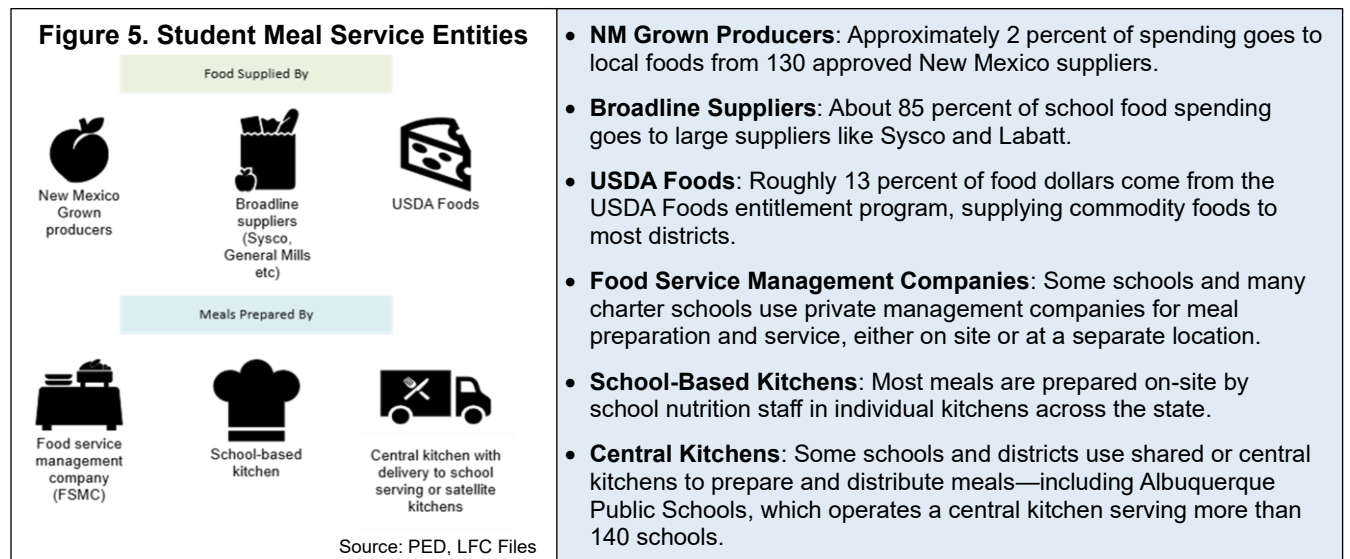 Figure 5. Student Meal Service Entities
Food Supplied By
New Mexico
Grown
producers
Broadline
suppliers
(Sysco,
General Mills
etc)
USDA Foods
Meals Prepared By
Food service
management
company
(FSMC)
School-based
kitchen
Central kitchen with
delivery to school
serving or satellite
kitchens
Source: PED, LFC Files
• NM Grown Producers: Approximately 2 percent of spending goes to
local foods from 130 approved New Mexico suppliers.
• Broadline Suppliers: About 85 percent of school food spending
goes to large suppliers like Sysco and Labatt.
• USDA Foods: Roughly 13 percent of food dollars come from the
USDA Foods entitlement program, supplying commodity foods to
most districts.
• Food Service Management Companies: Some schools and many
charter schools use private management companies for meal
preparation and service, either on site or at a separate location.
• School-Based Kitchens: Most meals are prepared on-site by
school nutrition staff in individual kitchens across the state.
• Central Kitchens: Some schools and districts use shared or central
kitchens to prepare and distribute meals—including Albuquerque
Public Schools, which operates a central kitchen serving more than
140 schools.